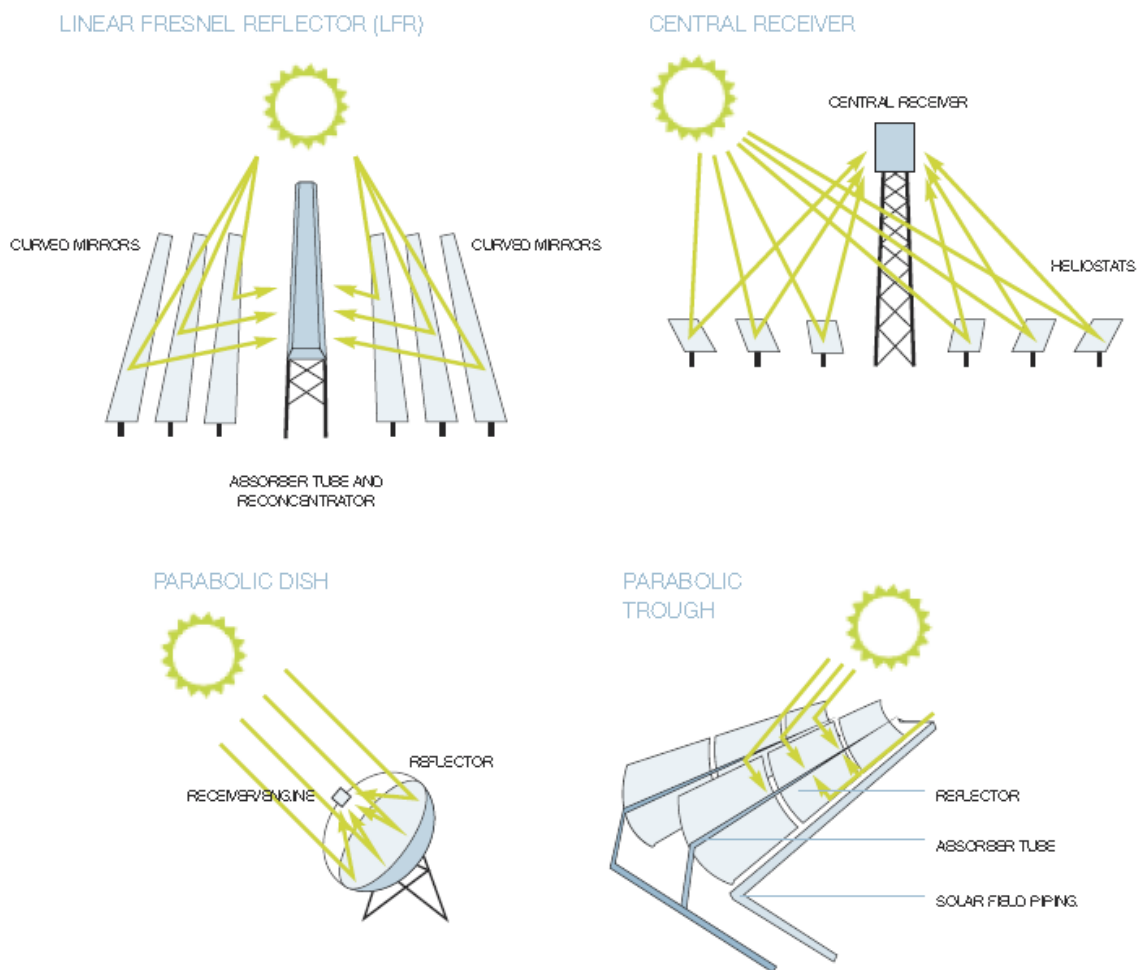 LINEAR FRESNEL REFLECTOR (LFR)
CENTRAL RECEIVER
CENTRAL RECEIVER
CURVED MIRRORS
CURVED MIRRORS
HELIOSTATS
ABSORBER TUBE AND
RECONCENTRATOR
PARABOLIC DISH
PARABOLIC
TROUGH
REFLECTOR
RECEIVER/ENGINE
REFLECTOR
ABSORBER TUBE
SOLAR FIELD PIPING